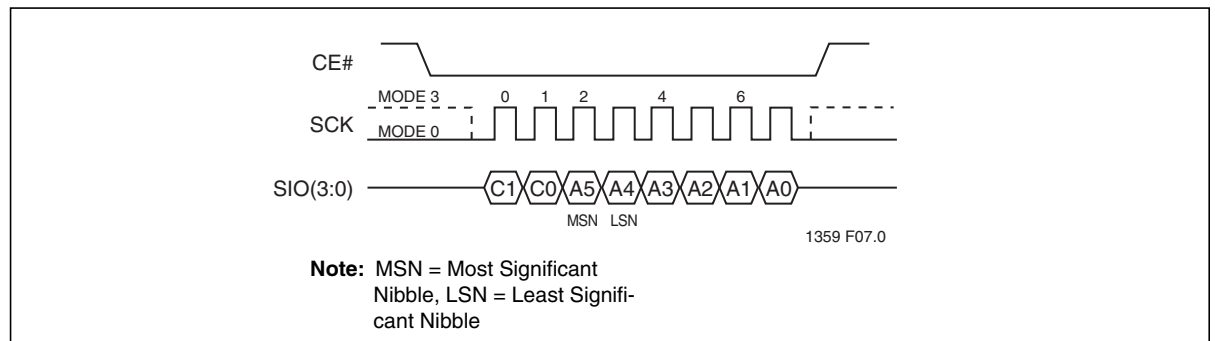 CE#
MODE 3
0 1 2 4 6
SCK
MODE 0
SIO(3:0)
C1 C0 A5 A4 A3 A2 A1 A0
MSN LSN
1359 F07.0
Note: MSN = Most Significant
Nibble, LSN = Least Signifi-
cant Nibble